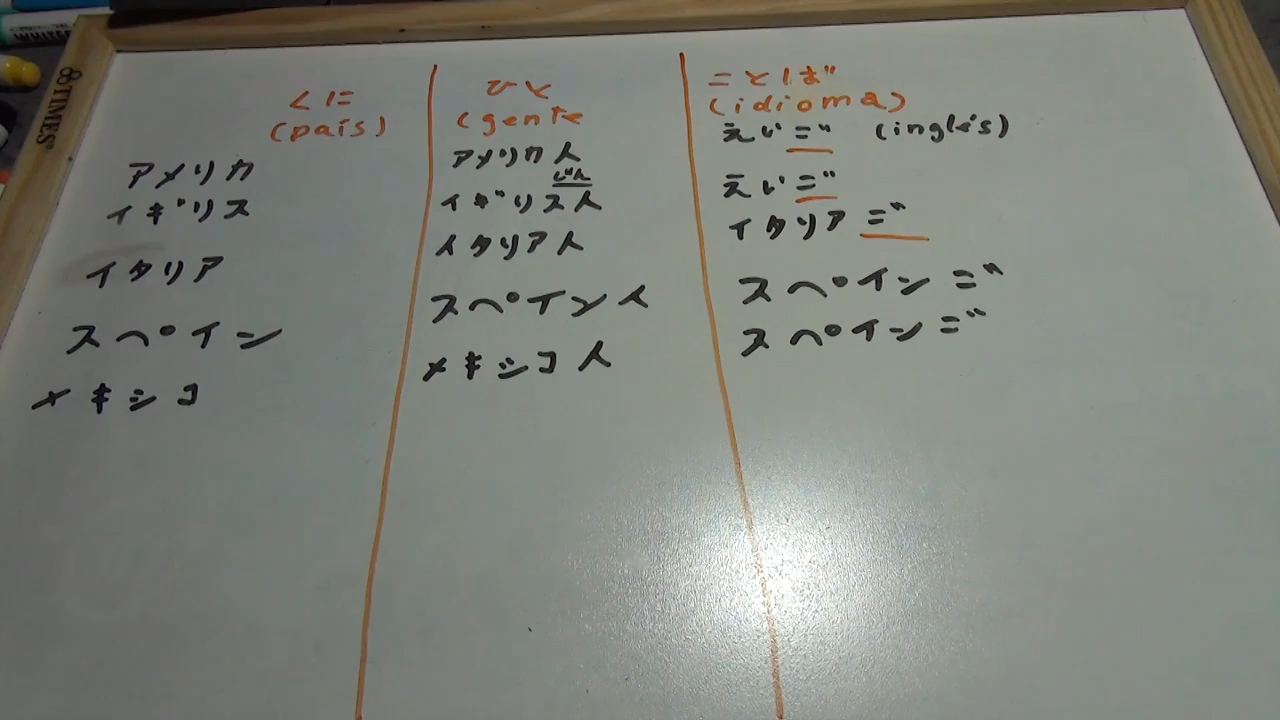 TIMES
くに
(país)
アメリカ
イギリス
イタリア
スペイン
メキシコ
ひと
(gente
アメリカ人
じん
イギリス人
イタリア人
スペイン人
メキシコ人
ことば
(idioma)
えいご (inglés)
えいご
イタリアご
スペインご
スペインご